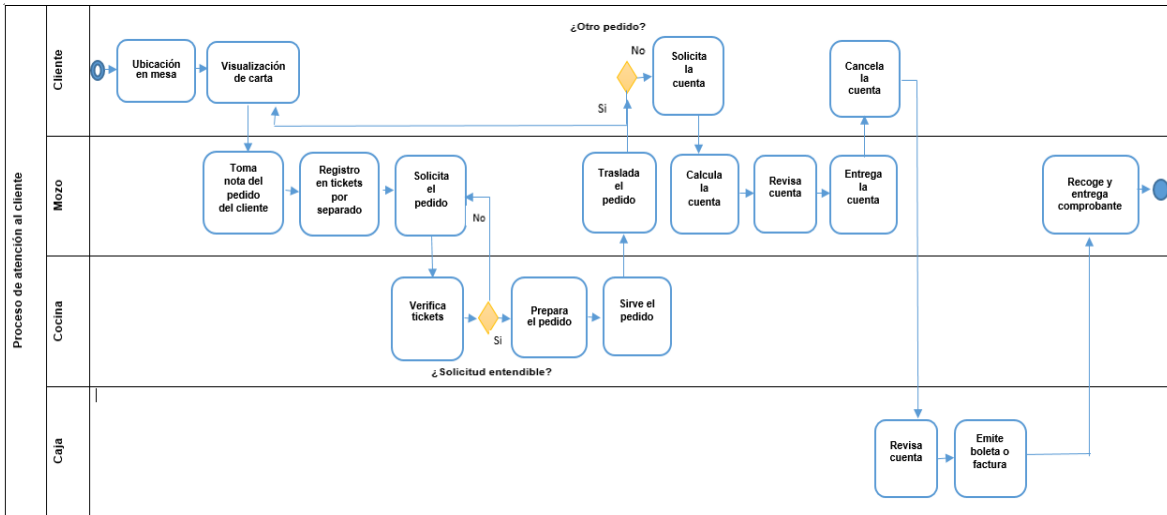 Proceso de atención al cliente
Cliente
¿Otro pedido?
Ubicación
en mesa
Visualización
de carta
No
Si
Solicita
la
cuenta
Cancela
la
cuenta
Mozo
Toma
nota del
pedido
del cliente
Registro
en tickets
por
separado
Solicita
el
pedido
No
Traslada
el
pedido
Calcula
la
cuenta
Revisa
cuenta
Entrega
la
cuenta
Recoge y
entrega
comprobante
Cocina
Verifica
tickets
Si
¿Solicitud entendible?
Prepara
el pedido
Sirve el
pedido
Caja
Revisa
cuenta
Emite
boleta o
factura